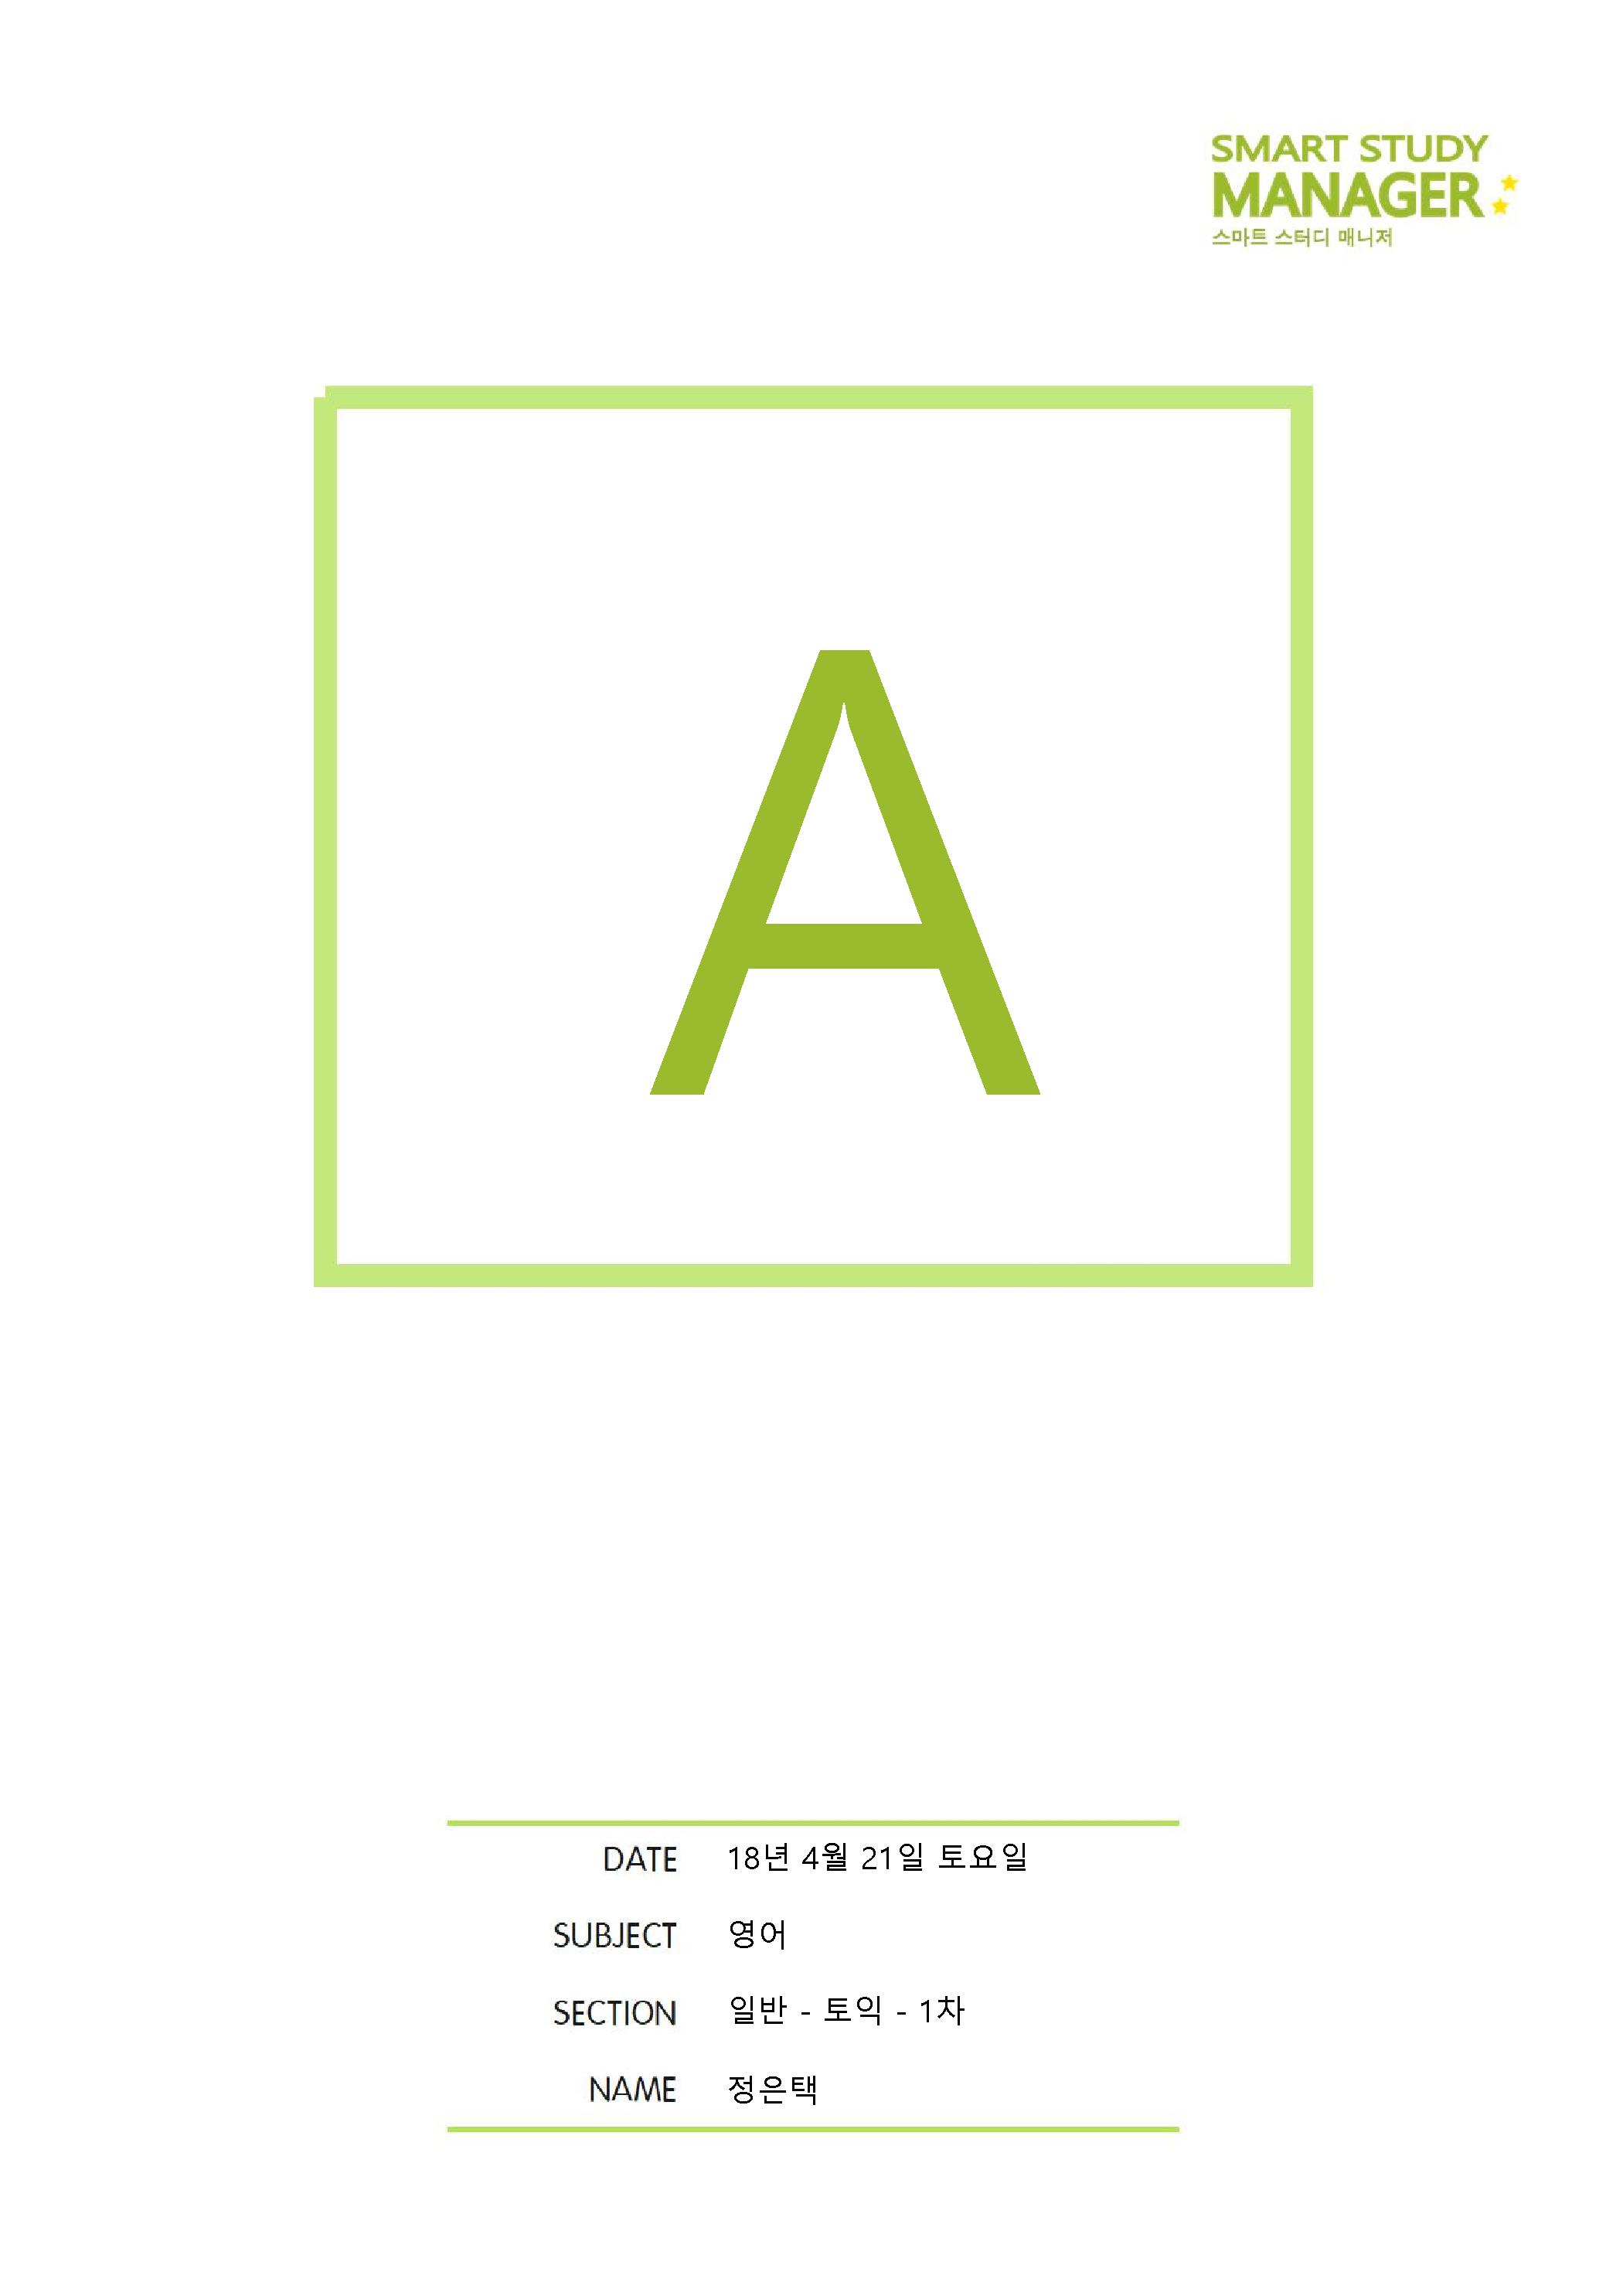 SMART STUDY
MANAGER
스마트 스터디 매니저
A
DATE 18년 4월 21일 토요일
SUBJECT 영어
SECTION 일반 - 토익 - 1차
NAME 정은택